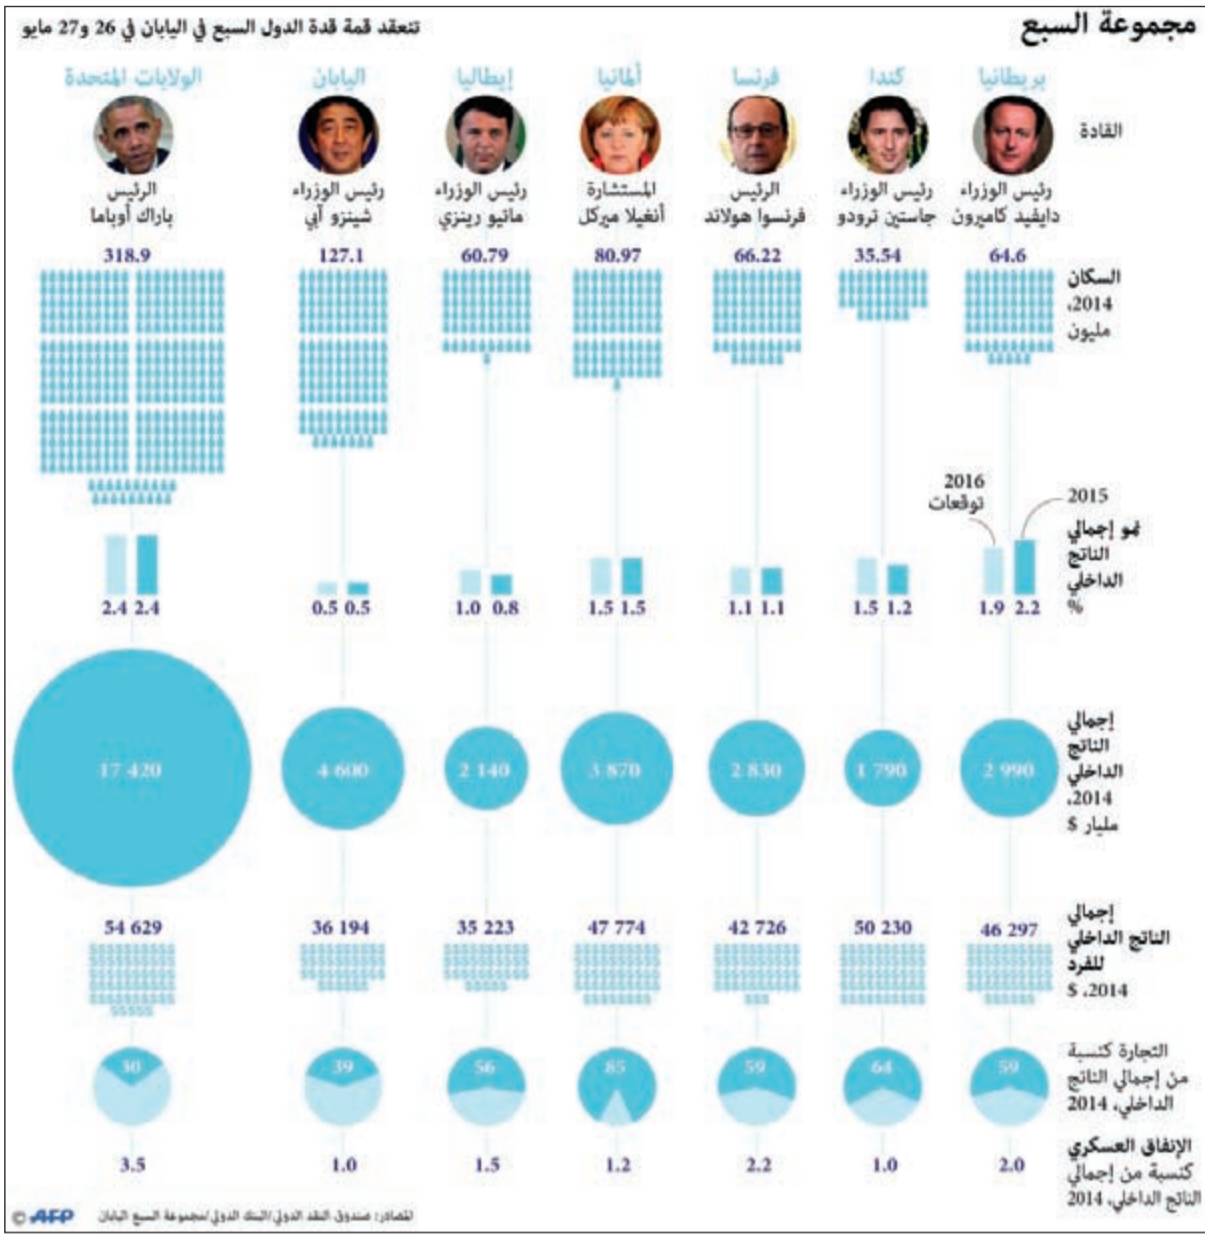 مجموعة السبع
تنعقد قمة قدة الدول السبع في اليابان في 26 و27 مايو
بريطانيا
كندا
فرنسا
ألمانيا
إيطاليا
اليابان
الولايات المتحدة
القادة
رئيس الوزراء
دايفيد كاميرون
رئيس الوزراء
جاستين ترودو
الرئيس
فرنسوا هولاند
المستشارة
أنغيلا ميركل
رئيس الوزراء
ماتيو رينزي
رئيس الوزراء
شينزو آبي
الرئيس
باراك أوباما
السكان
2014،
مليون
64.6
35.54
66.22
80.97
60.79
127.1
318.9
2015
2016
توقعات
نمو إجمالي
الناتج
الداخلي
%
2.2 1.9
1.2 1.5
1.1 1.1
1.5 1.5
0.8 1.0
0.5 0.5
2.4 2.4
إجمالي
الناتج
الداخلي
2014،
مليار $
2 990
1 790
2 830
3 870
2 140
4 600
17 420
إجمالي
الناتج الداخلي
للفرد
2014، $
46 297
50 230
42 726
47 774
35 223
36 194
54 629
التجارة كنسبة
من إجمالي الناتج
الداخلي، 2014
59
64
59
85
56
39
30
الإنفاق العسكري
كنسبة من إجمالي
الناتج الداخلي، 2014
2.0
1.0
2.2
1.2
1.5
1.0
3.5
المصادر: صندوق النقد الدولي/البنك الدولي/مجموعة السبع اليابان
© AFP